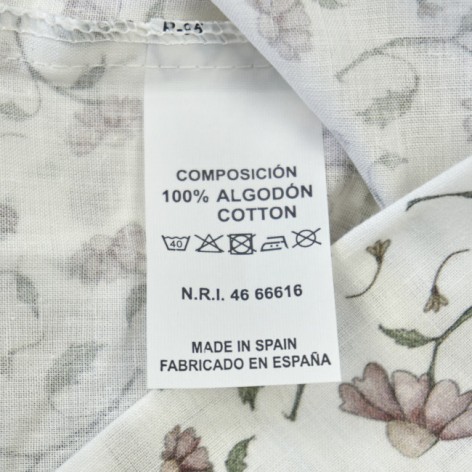 COMPOSICIÓN
100% ALGODÓN
COTTON
40
N.R.I. 46 66616
MADE IN SPAIN
FABRICADO EN ESPAÑA